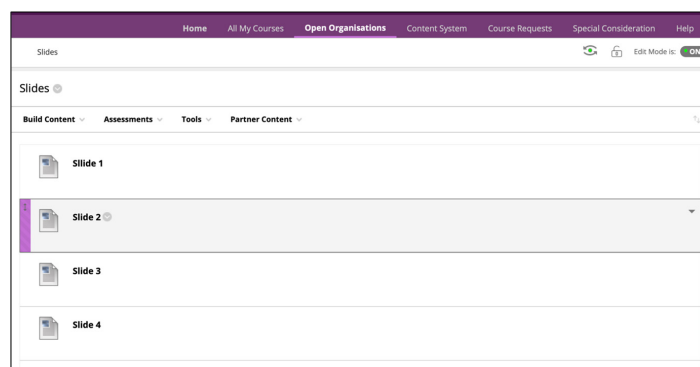 Home All My Courses Open Organisations Content System Course Requests Special Consideration Help
Slides Edit Mode is: ON
Slides
Build Content Assessments Tools Partner Content
Sllide 1
Slide 2
Slide 3
Slide 4